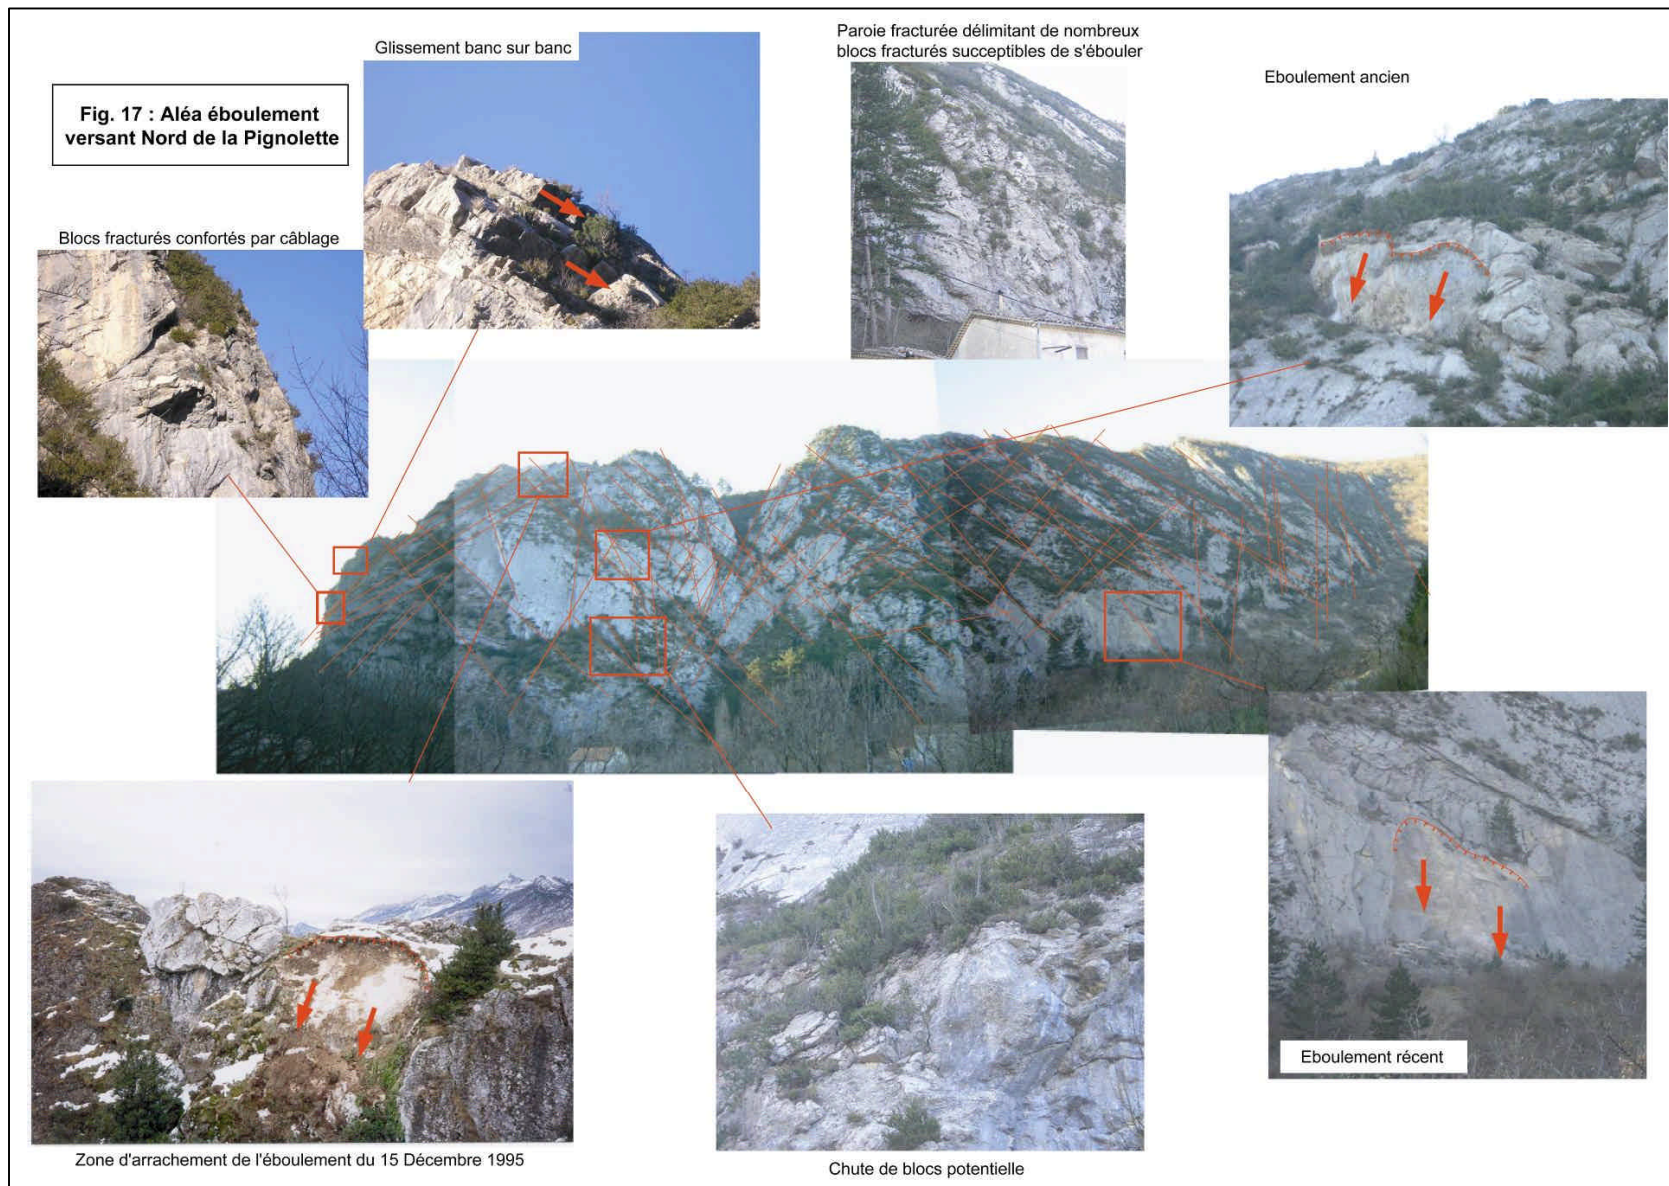 Glissement banc sur banc
Paroie fracturée délimitant de nombreux
blocs fracturés succeptibles de s'ébouler
Eboulement ancien
Fig. 17 : Aléa éboulement
versant Nord de la Pignolette
Blocs fracturés confortés par câblage
Eboulement récent
Zone d'arrachement de l'éboulement du 15 Décembre 1995
Chute de blocs potentielle